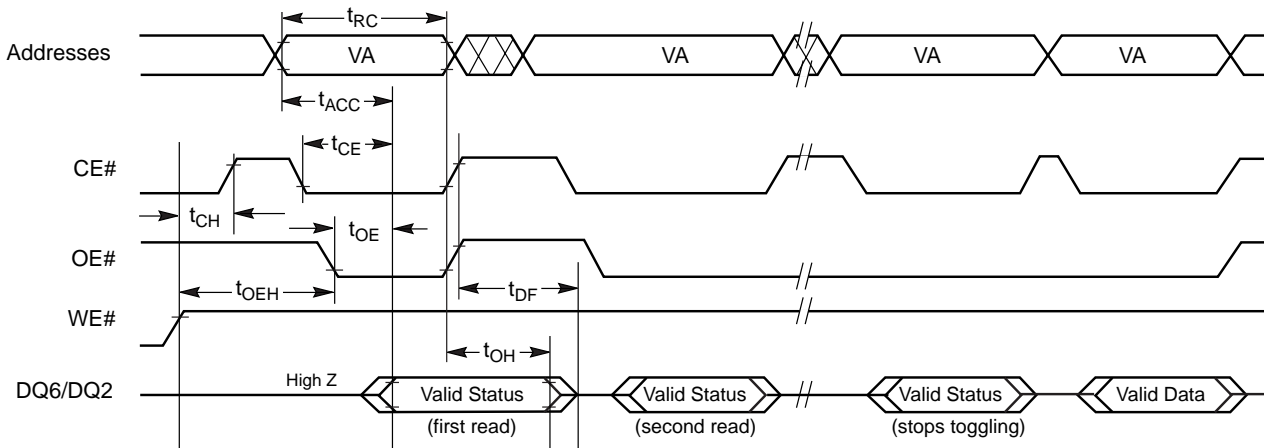 tRC
Addresses VA VA VA VA
tACC
tCE
CE#
tCH tOE
OE#
tOEH tDF
WE#
tOH
DQ6/DQ2 High Z Valid Status Valid Status Valid Status Valid Data
(first read) (second read) (stops toggling)